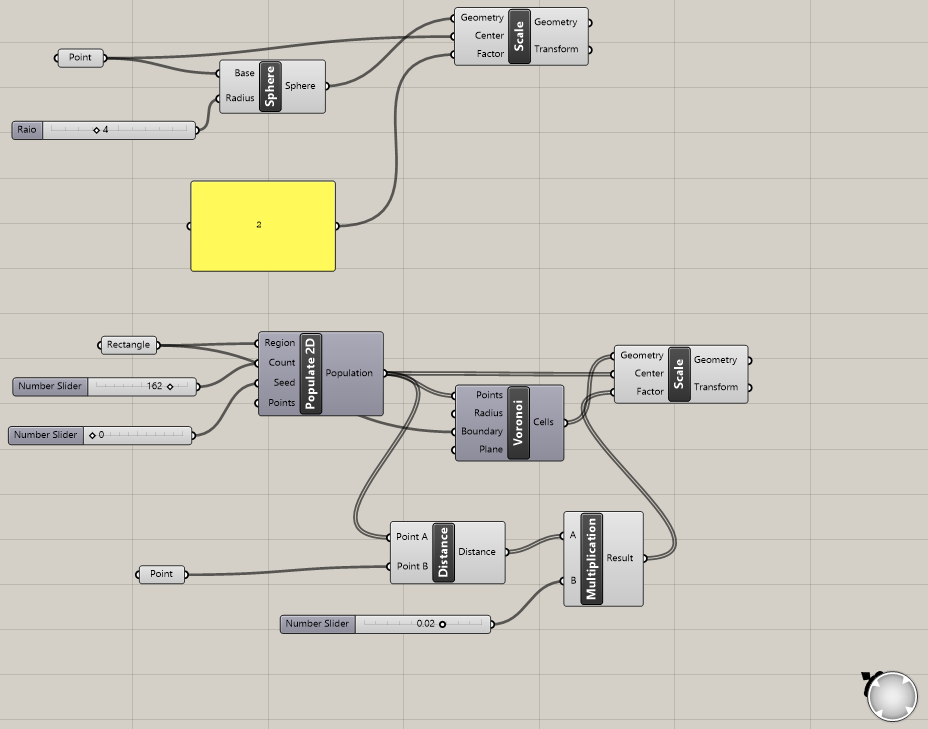 Point
Raio 4
Base
Radius
Sphere
Sphere
Geometry
Center
Factor
Scale
Geometry
Transform
2
Rectangle
Number Slider 162
Number Slider 0
Region
Count
Seed
Points
Populate 2D
Population
Points
Radius
Boundary
Plane
Voronoi
Cells
Geometry
Center
Factor
Scale
Geometry
Transform
Point
Point A
Point B
Distance
Distance
Number Slider 0.02
A
B
Multiplication
Result